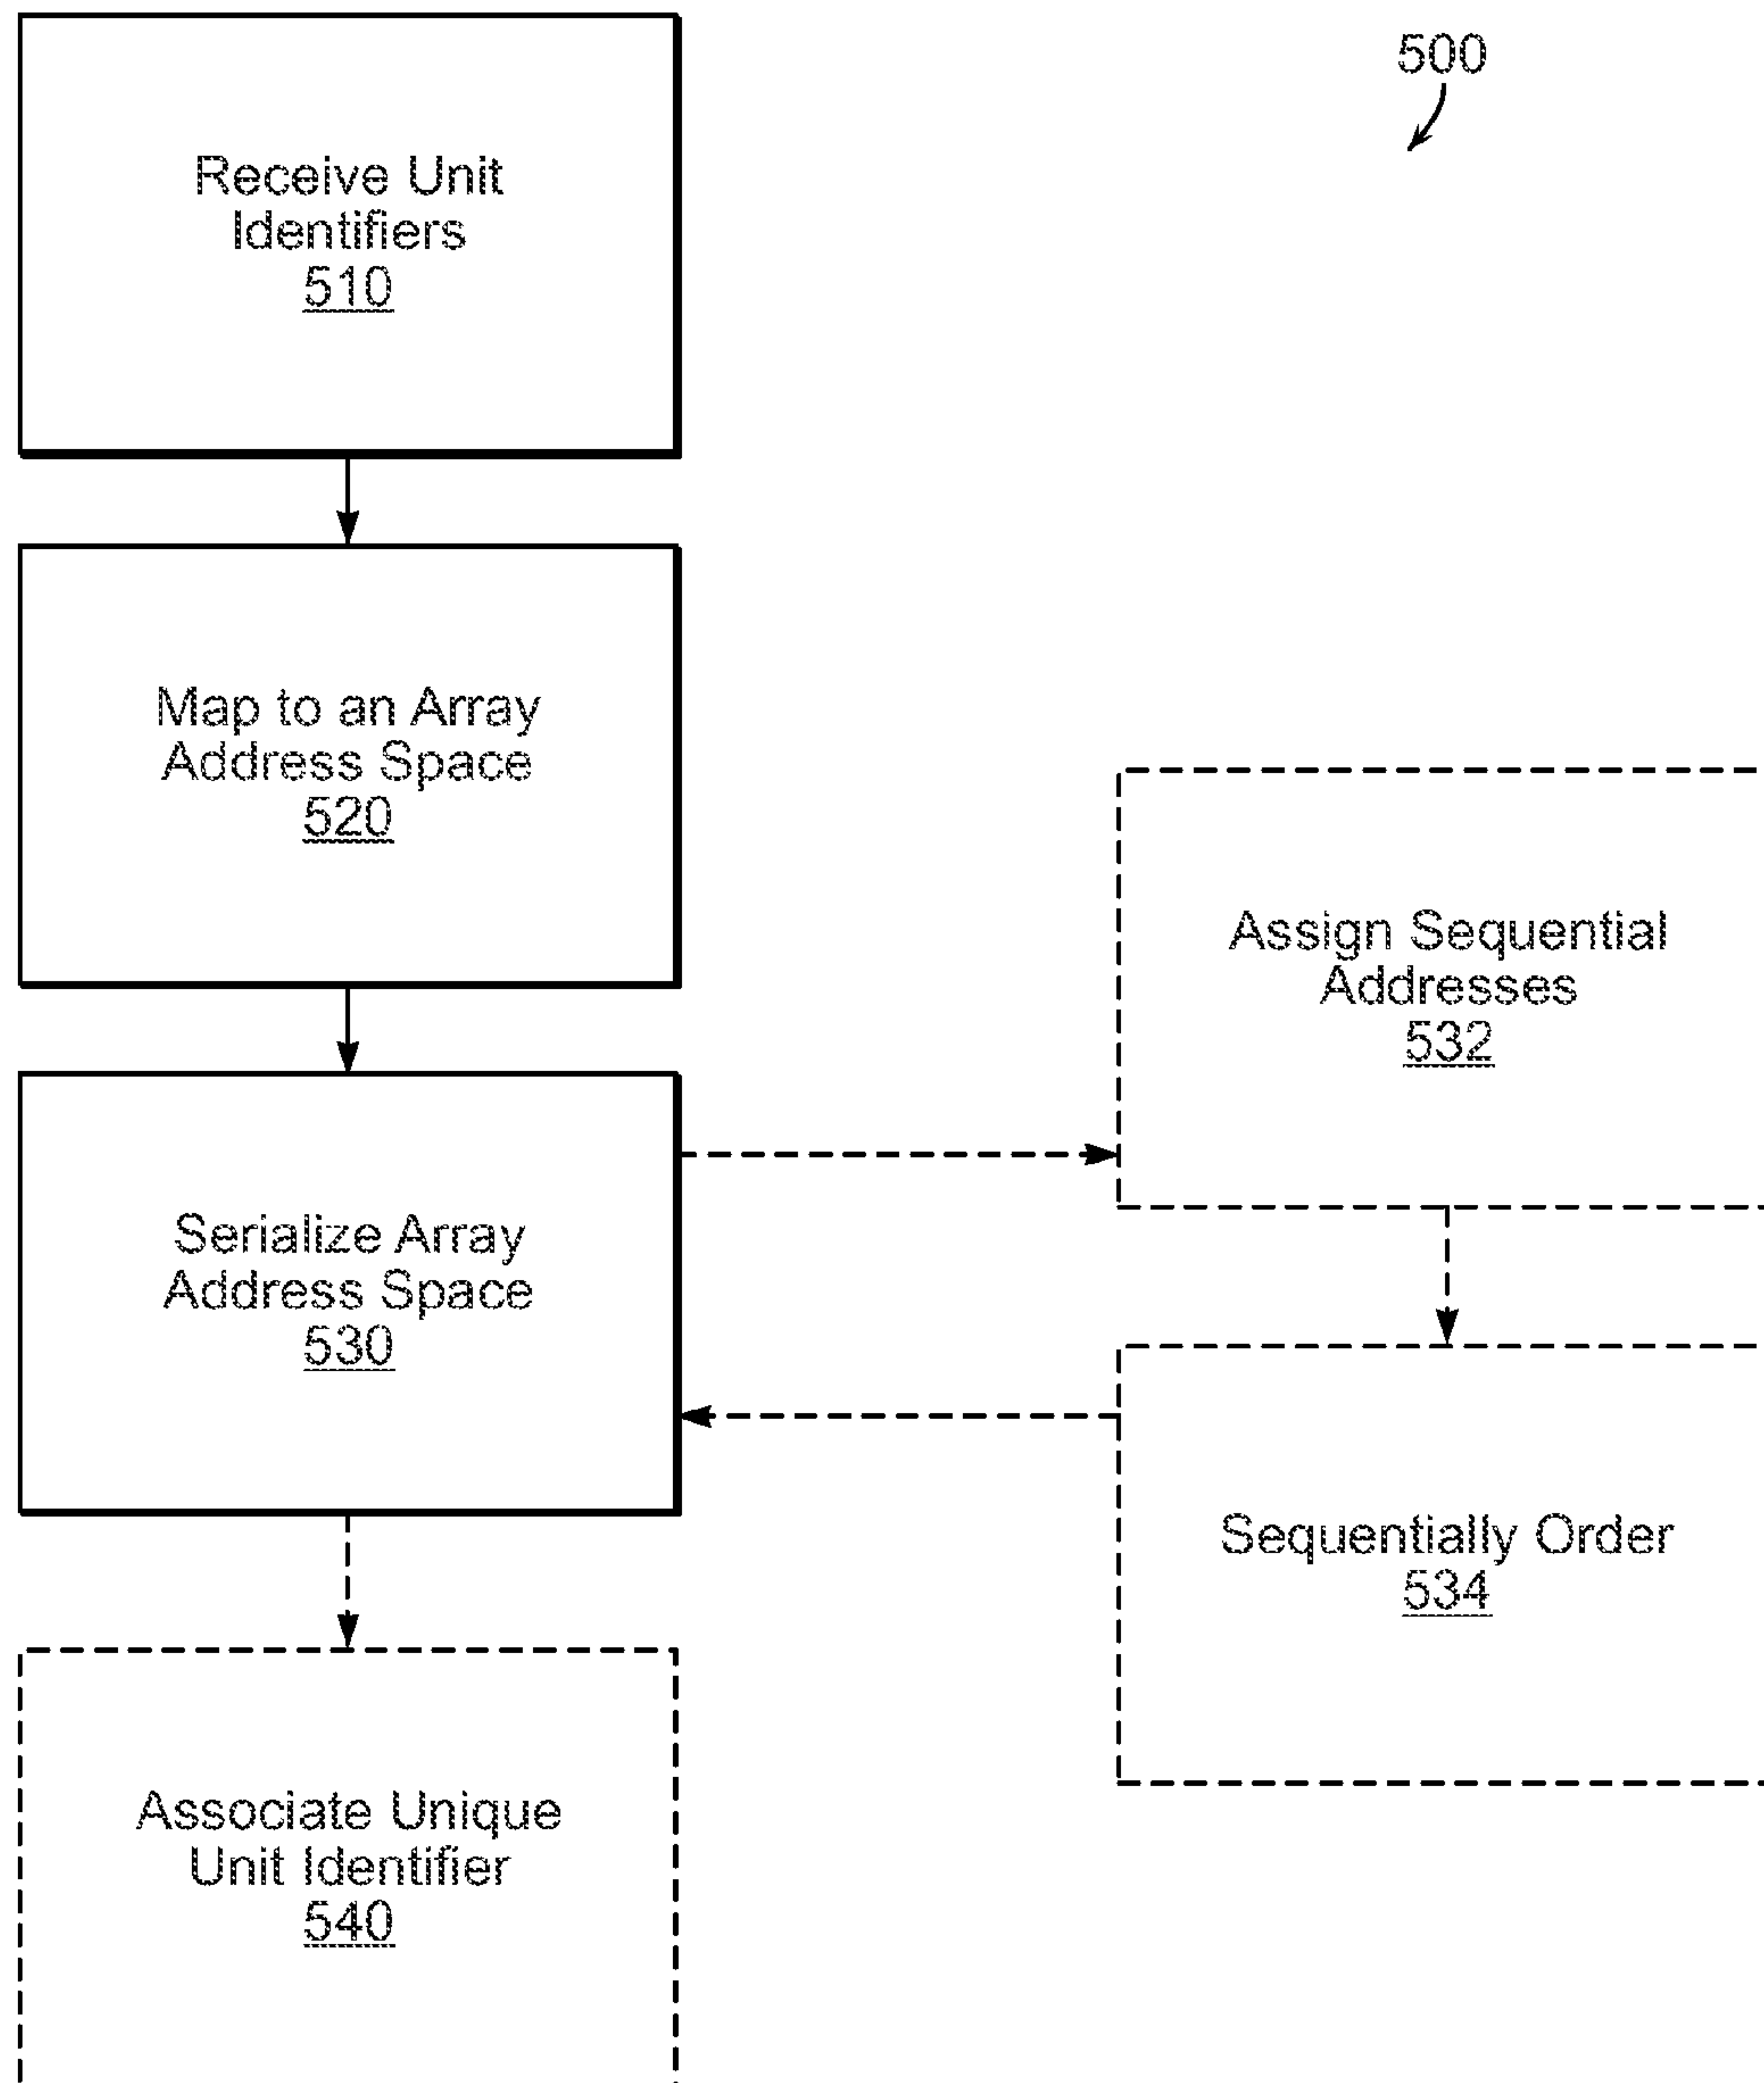 500
Receive Unit
Identifiers
510
Map to an Array
Address Space
520
Assign Sequential
Addresses
532
Serialize Array
Address Space
530
Sequentially Order
534
Associate Unique
Unit Identifier
540